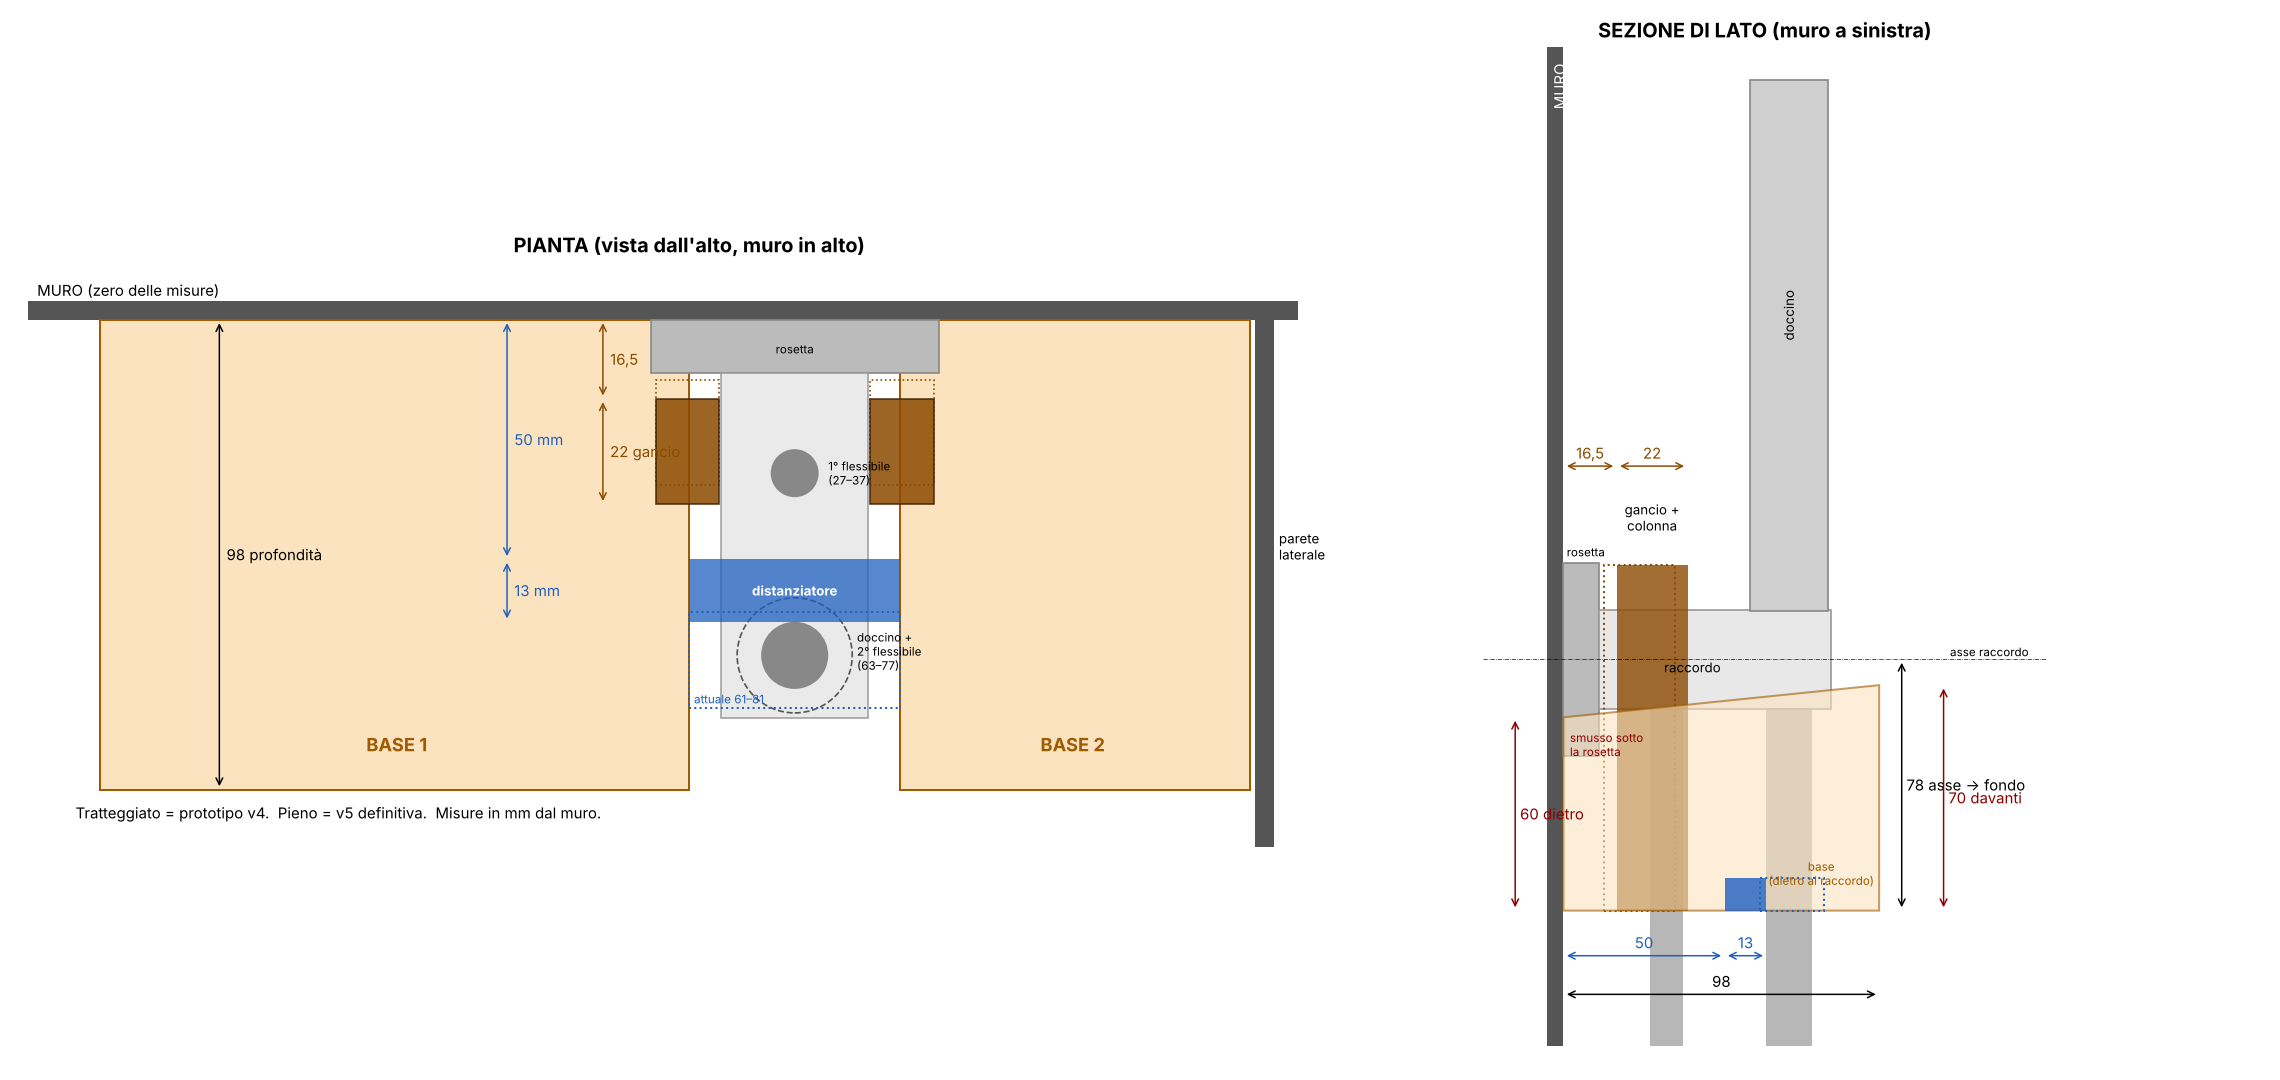 PIANTA (vista dall'alto, muro in alto)
MURO (zero delle misure)
rosetta
16,5
50 mm
22 gancio
1° flessibile
(27–37)
98 profondità
13 mm
distanziatore
doccino +
2° flessibile
(63–77)
attuale 61–81
BASE 1
BASE 2
parete
laterale
Tratteggiato = prototipo v4.  Pieno = v5 definitiva.  Misure in mm dal muro.
SEZIONE DI LATO (muro a sinistra)
MURO
doccino
16,5
22
gancio +
colonna
rosetta
asse raccordo
raccordo
smusso sotto
la rosetta
78 asse → fondo
70 davanti
60 dietro
base
(dietro al raccordo)
50
13
98